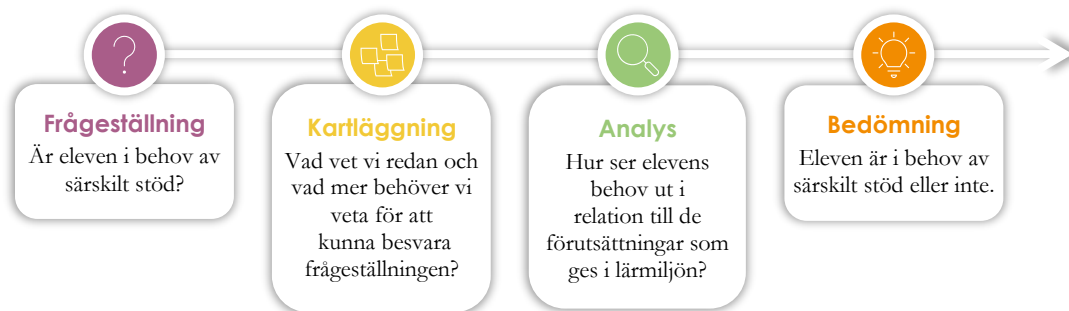 Frågeställning
Är eleven i behov av
särskilt stöd?
Kartläggning
Vad vet vi redan och
vad mer behöver vi
veta för att
kunna besvara
frågeställningen?
Analys
Hur ser elevens
behov ut i
relation till de
förutsättningar som
ges i lärmiljön?
Bedömning
Eleven är i behov av
särskilt stöd eller inte.